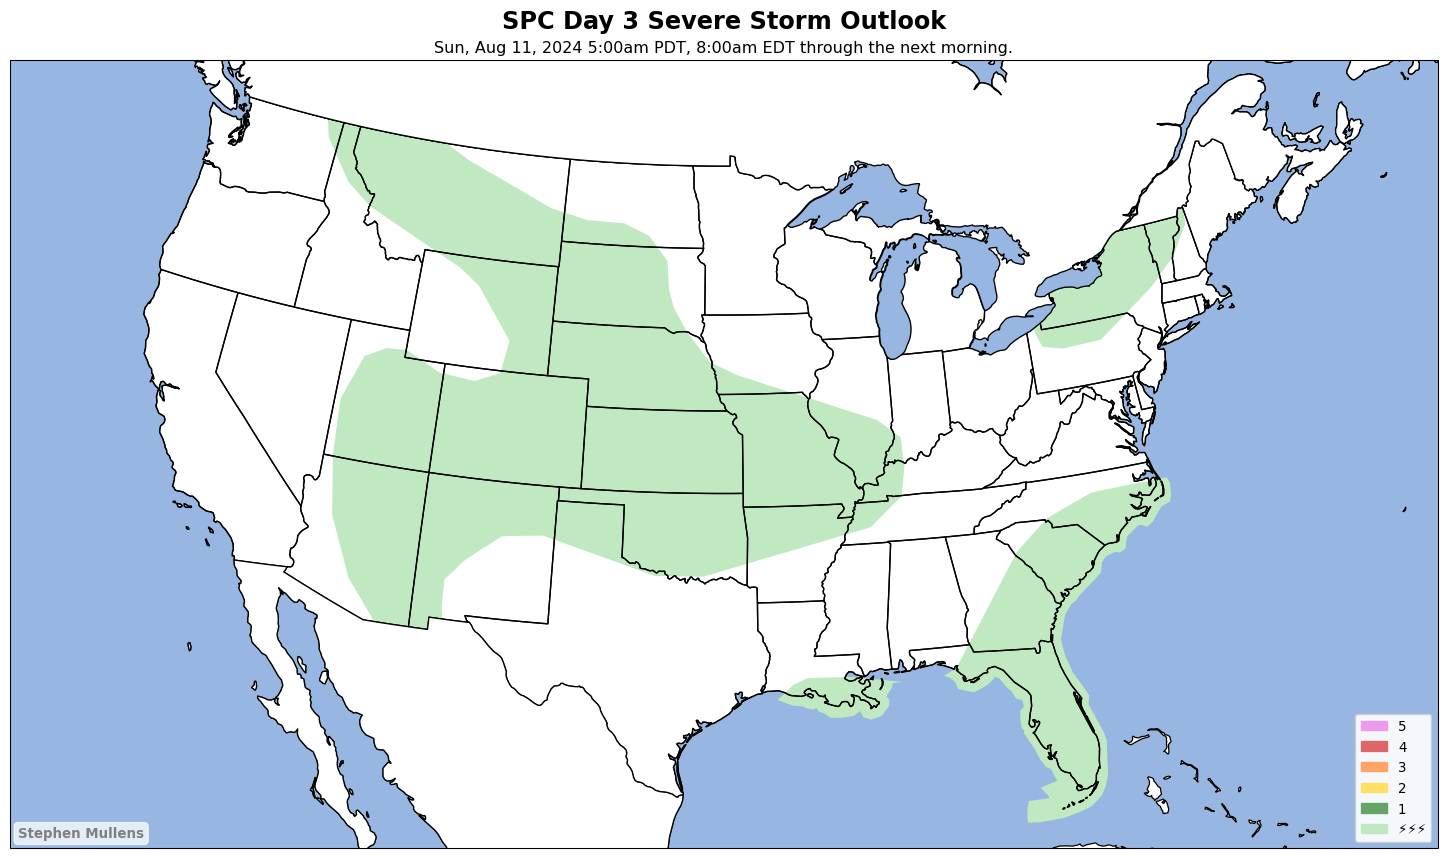 SPC Day 3 Severe Storm Outlook
Sun, Aug 11, 2024 5:00am PDT, 8:00am EDT through the next morning.
5
4
3
2
1
⚡⚡⚡
Stephen Mullens